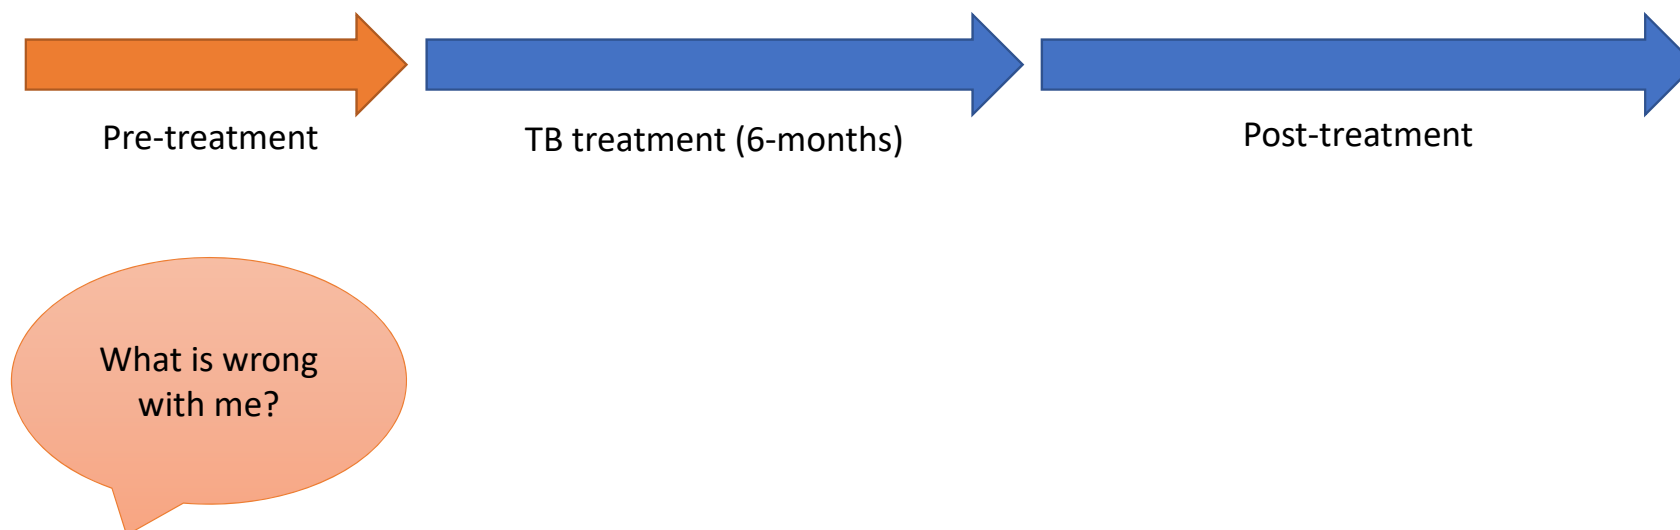 Pre-treatment
TB treatment (6-months)
Post-treatment
What is wrong
with me?